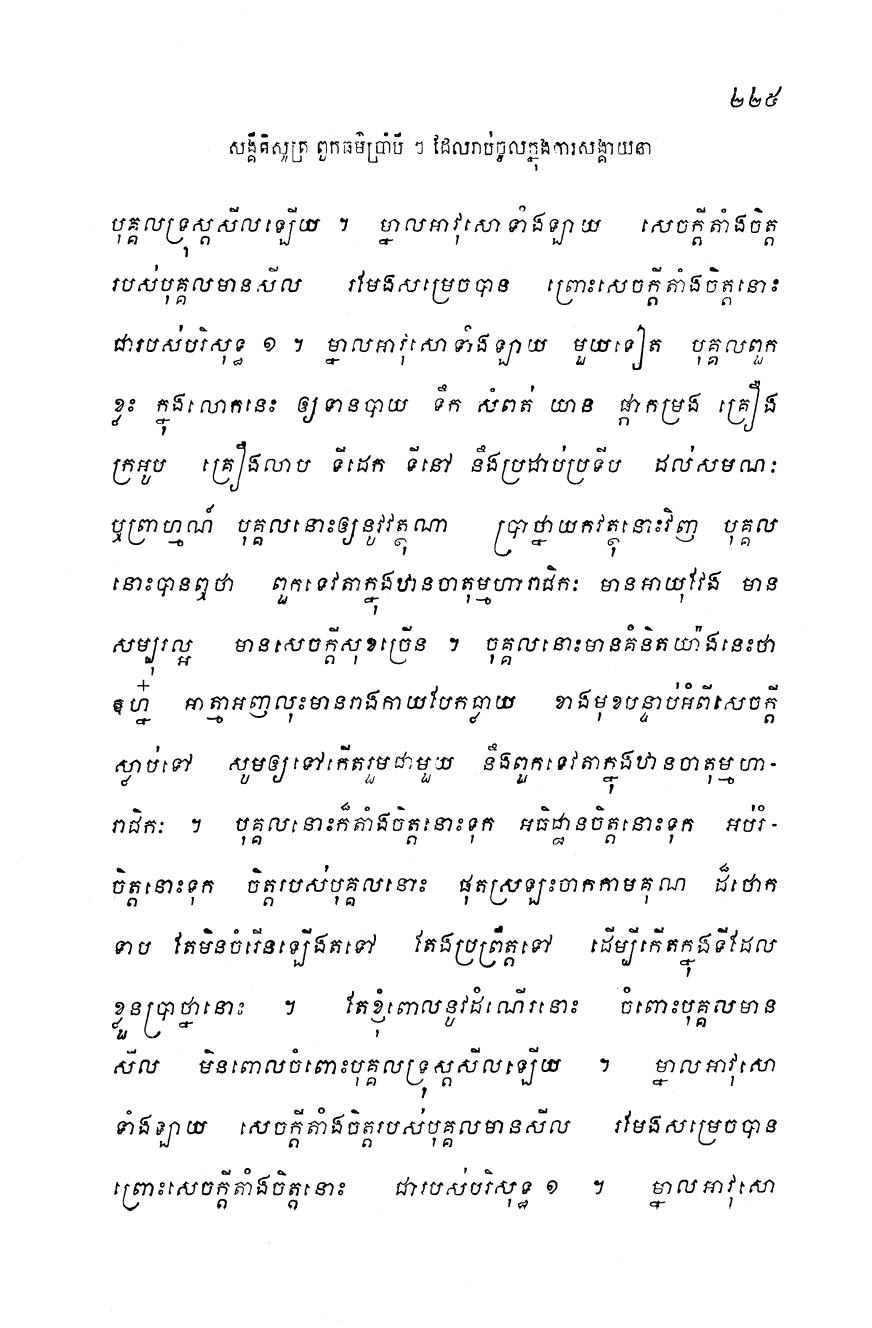 ២២៥
សង្គីតិសូត្រ ពួកធម៌ប្រាំបី ៗ ដែលរាប់ចូលក្នុងការសង្គាយនា
បុគ្គលទ្រុស្តសីលឡើយ ។ ម្នាលអាវុសោទាំងឡាយ សេចក្តីតាំងចិត្ត
របស់បុគ្គលមានសីល រមែងសម្រេចបាន ព្រោះសេចក្តីតាំងចិត្តនោះ
ជារបស់បរិសុទ្ធ ១ ។ ម្នាលអាវុសោទាំងឡាយ មួយទៀត បុគ្គលពួក
ខ្លះ ក្នុងលោកនេះ ឲ្យទានបាយ ទឹក សំពត់ យាន ផ្កាកម្រង គ្រឿង
ក្រអូប គ្រឿងលាប ទីដេក ទីនៅ នឹងប្រដាប់ប្រទីប ដល់សមណៈ
ឬព្រាហ្មណ៍ បុគ្គលនោះឲ្យនូវវត្ថុណា ប្រាថ្នាយកវត្ថុនោះវិញ បុគ្គល
នោះបានឮថា ពួកទេវតាក្នុងឋានចាតុម្មហារាជិកៈ មានអាយុវែង មាន
សម្បុរល្អ មានសេចក្តីសុខច្រើន ។ បុគ្គលនោះមានគំនិតយ៉ាងនេះថា
ឱហ្ន៎ អាត្មាអញលុះមានរាងកាយបែកធ្លាយ ខាងមុខបន្ទាប់អំពីសេចក្តី
ស្លាប់ទៅ សូមឲ្យទៅកើតរួមជាមួយ នឹងពួកទេវតាក្នុងឋានចាតុម្មហា-
រាជិកៈ ។ បុគ្គលនោះក៏តាំងចិត្តនោះទុក អធិដ្ឋានចិត្តនោះទុក អប់រំ-
ចិត្តនោះទុក ចិត្តរបស់បុគ្គលនោះ ផុតស្រឡះចាកកាមគុណ ដ៏ថោក
ទាប តែមិនចំរើនឡើងតទៅ តែងប្រព្រឹត្តទៅ ដើម្បីកើតក្នុងទីដែល
ខ្លួនប្រាថ្នានោះ ។ តែខ្ញុំពោលនូវដំណើរនោះ ចំពោះបុគ្គលមាន
សីល មិនពោលចំពោះបុគ្គលទ្រុស្តសីលឡើយ ។ ម្នាលអាវុសោ
ទាំងឡាយ សេចក្តីតាំងចិត្តរបស់បុគ្គលមានសីល រមែងសម្រេចបាន
ព្រោះសេចក្តីតាំងចិត្តនោះ ជារបស់បរិសុទ្ធ ១ ។ ម្នាលអាវុសោ